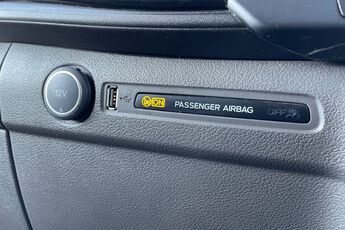 12V
ON PASSENGER AIRBAG OFF